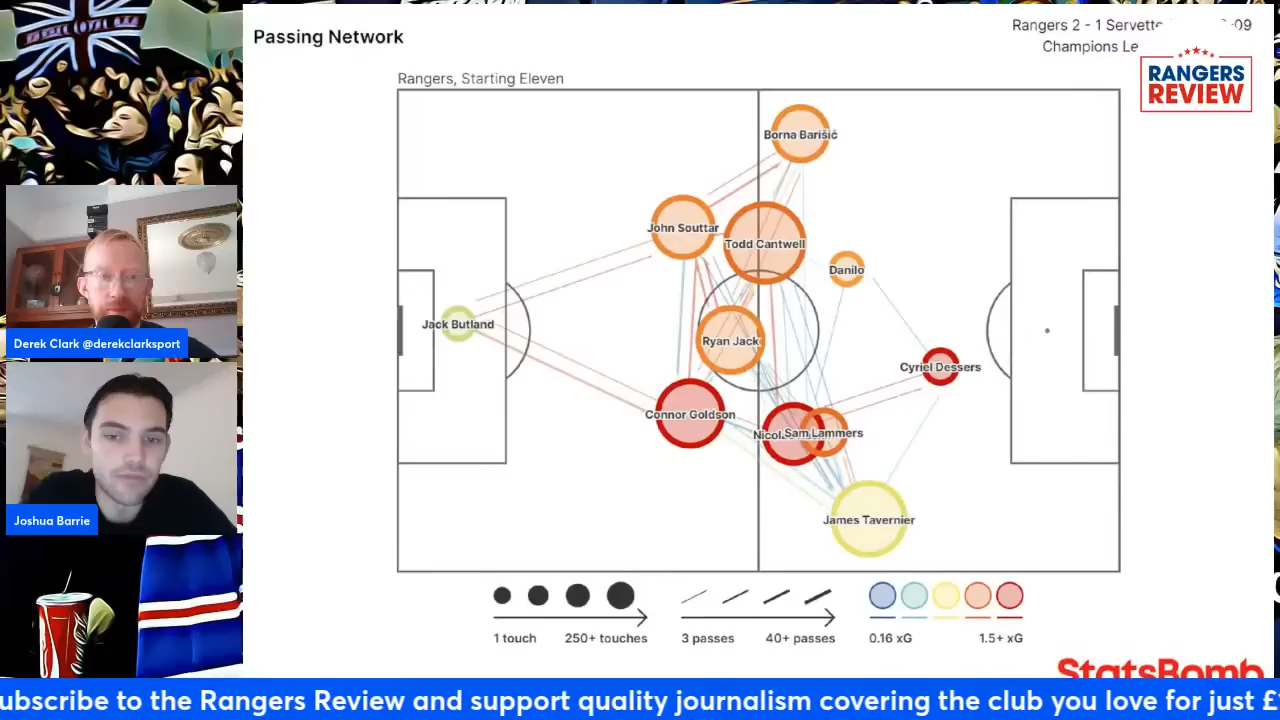 Passing Network
Rangers 2 - 1 Servette
-09
Champions Le
RANGERS
REVIEW
Rangers, Starting Eleven
Borna Barišić
John Souttar
Todd Cantwell
Danilo
Jack Butland
Ryan Jack
Cyriel Dessers
Connor Goldson
Sam Lammers
James Tavernier
Derek Clark @derekclarksport
Joshua Barrie
1 touch
250+ touches
3 passes
40+ passes
0.16 xG
1.5+ xG
StatsBomb
ubscribe to the Rangers Review and support quality journalism covering the club you love for just £